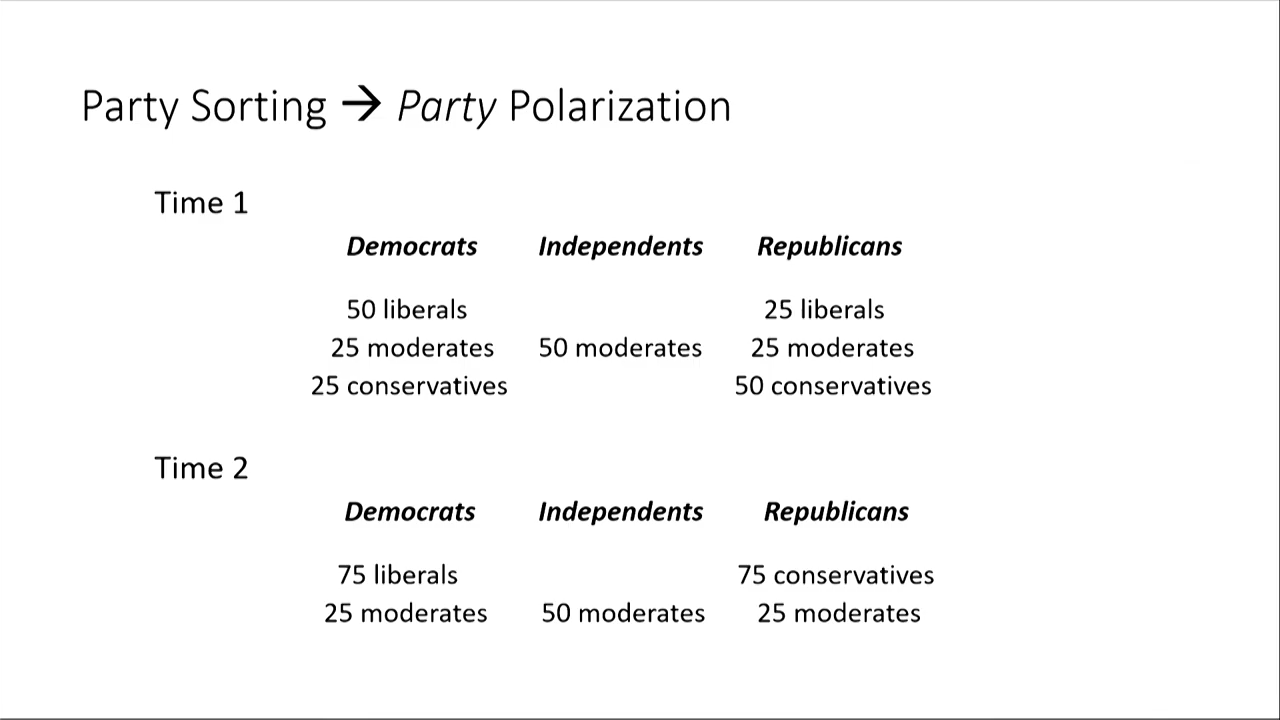 Party Sorting → Party Polarization
Time 1
Democrats Independents Republicans
50 liberals 25 liberals
25 moderates 50 moderates 25 moderates
25 conservatives 50 conservatives
Time 2
Democrats Independents Republicans
75 liberals 75 conservatives
25 moderates 50 moderates 25 moderates